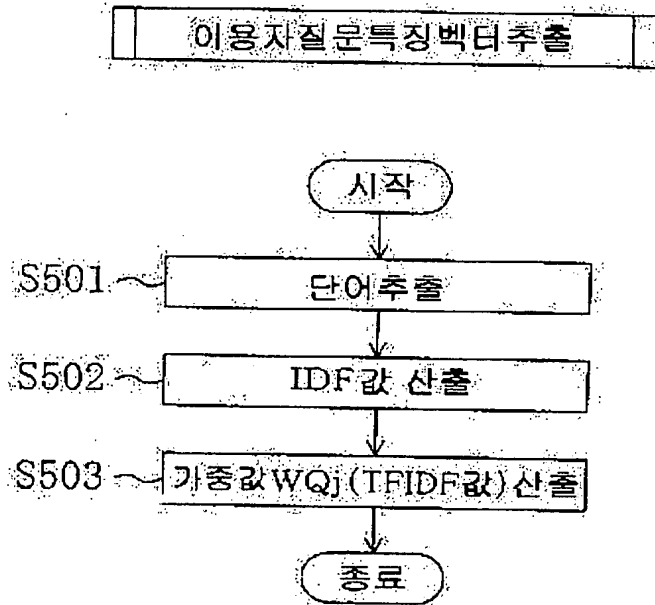 이용자질문특징벡터추출
시작
S501 단어추출
S502 IDF값 산출
S503 가중값WQj(TFIDF값)산출
종료